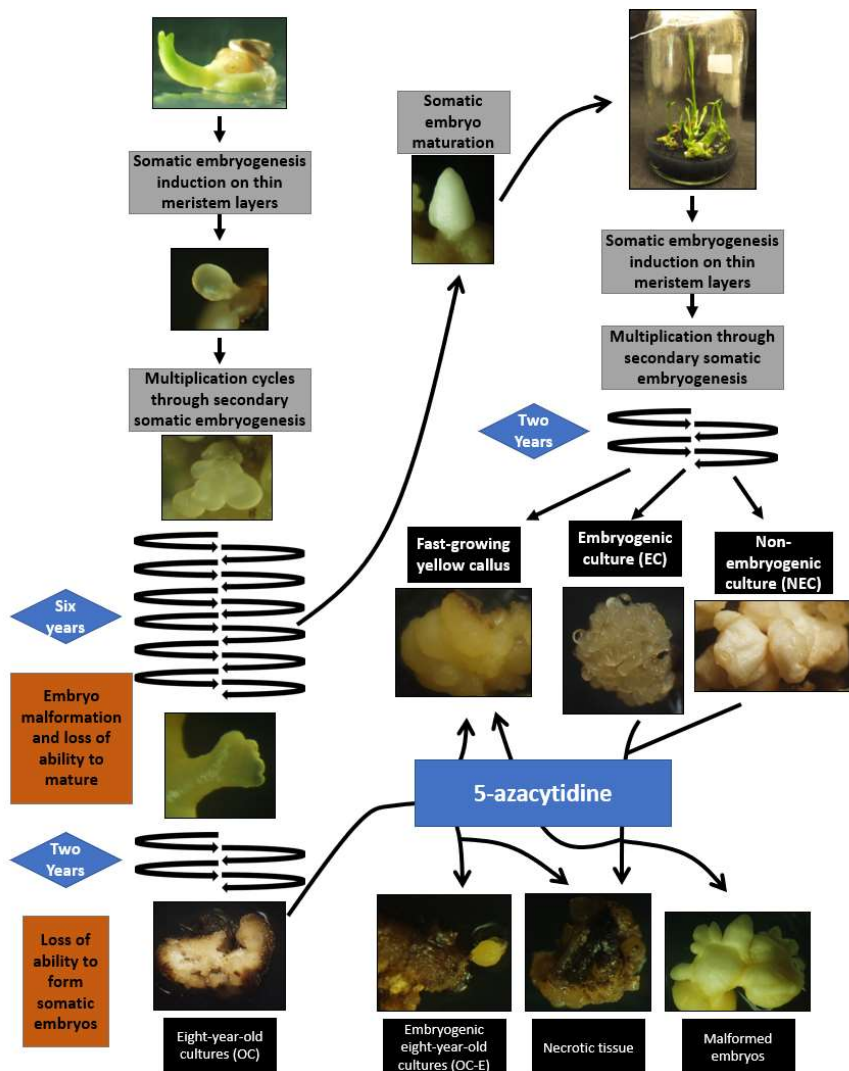 Somatic embryogenesis
induction on thin
meristem layers
Multiplication cycles
through secondary
somatic embryogenesis
Six
years
Embryo
malformation
and loss of
ability to
mature
Two
Years
Loss of
ability to
form
somatic
embryos
Eight-year-old
cultures (OC)
Somatic
embryo
maturation
Somatic embryogenesis
induction on thin
meristem layers
Multiplication through
secondary somatic
embryogenesis
Two
Years
Fast-growing
yellow callus
Embryogenic
culture (EC)
Non-
embryogenic
culture (NEC)
5-azacytidine
Embryogenic
eight-year-old
cultures (OC-E)
Necrotic tissue
Malformed
embryos